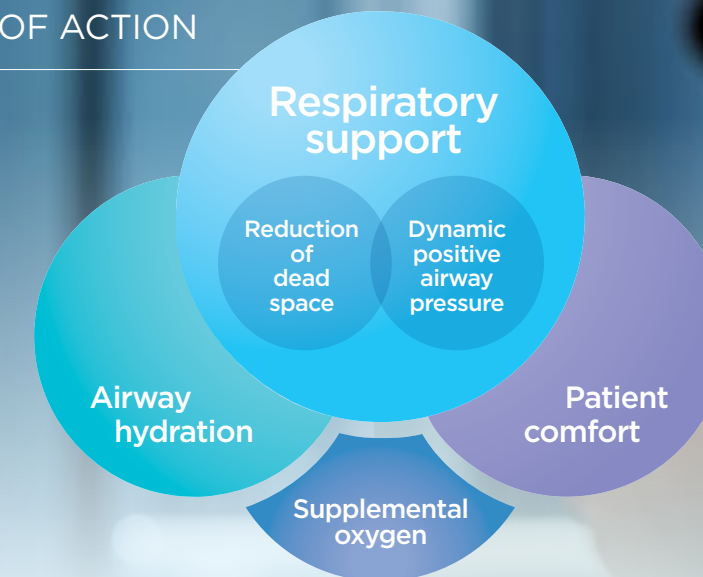 OF ACTION
Respiratory
support
Reduction
of
dead
space
Dynamic
positive
airway
pressure
Airway
hydration
Patient
comfort
Supplemental
oxygen